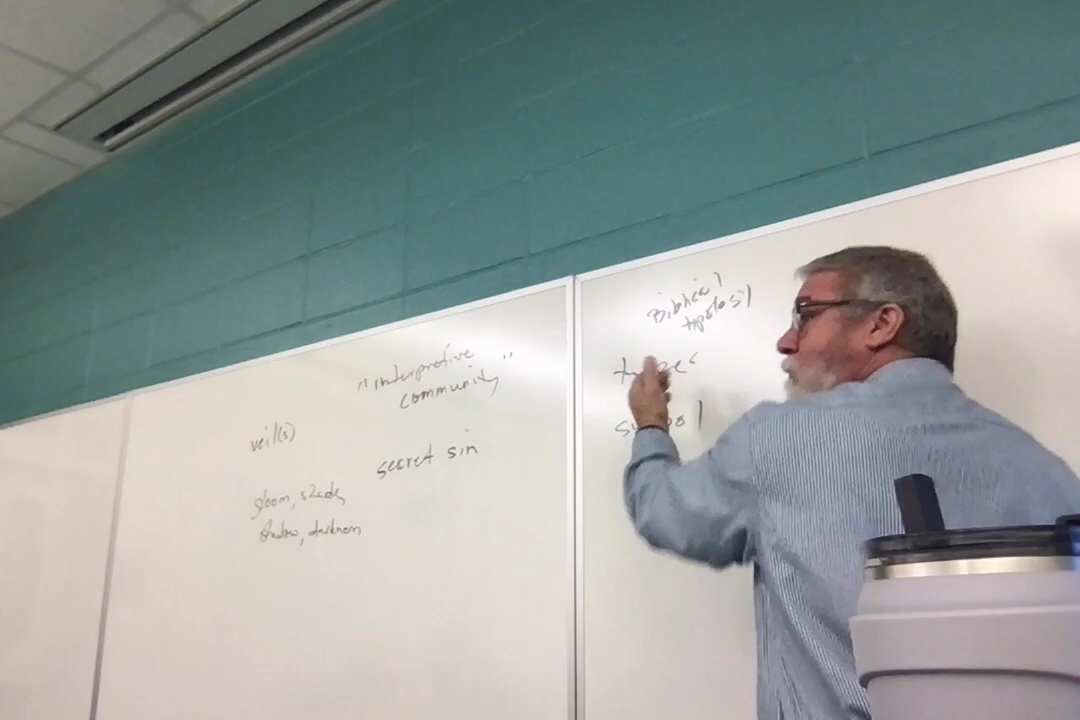 "interpretive
community"
veil(s)
secret sin
gloom, shade,
shadow, darkness
Biblical
typology
symbol